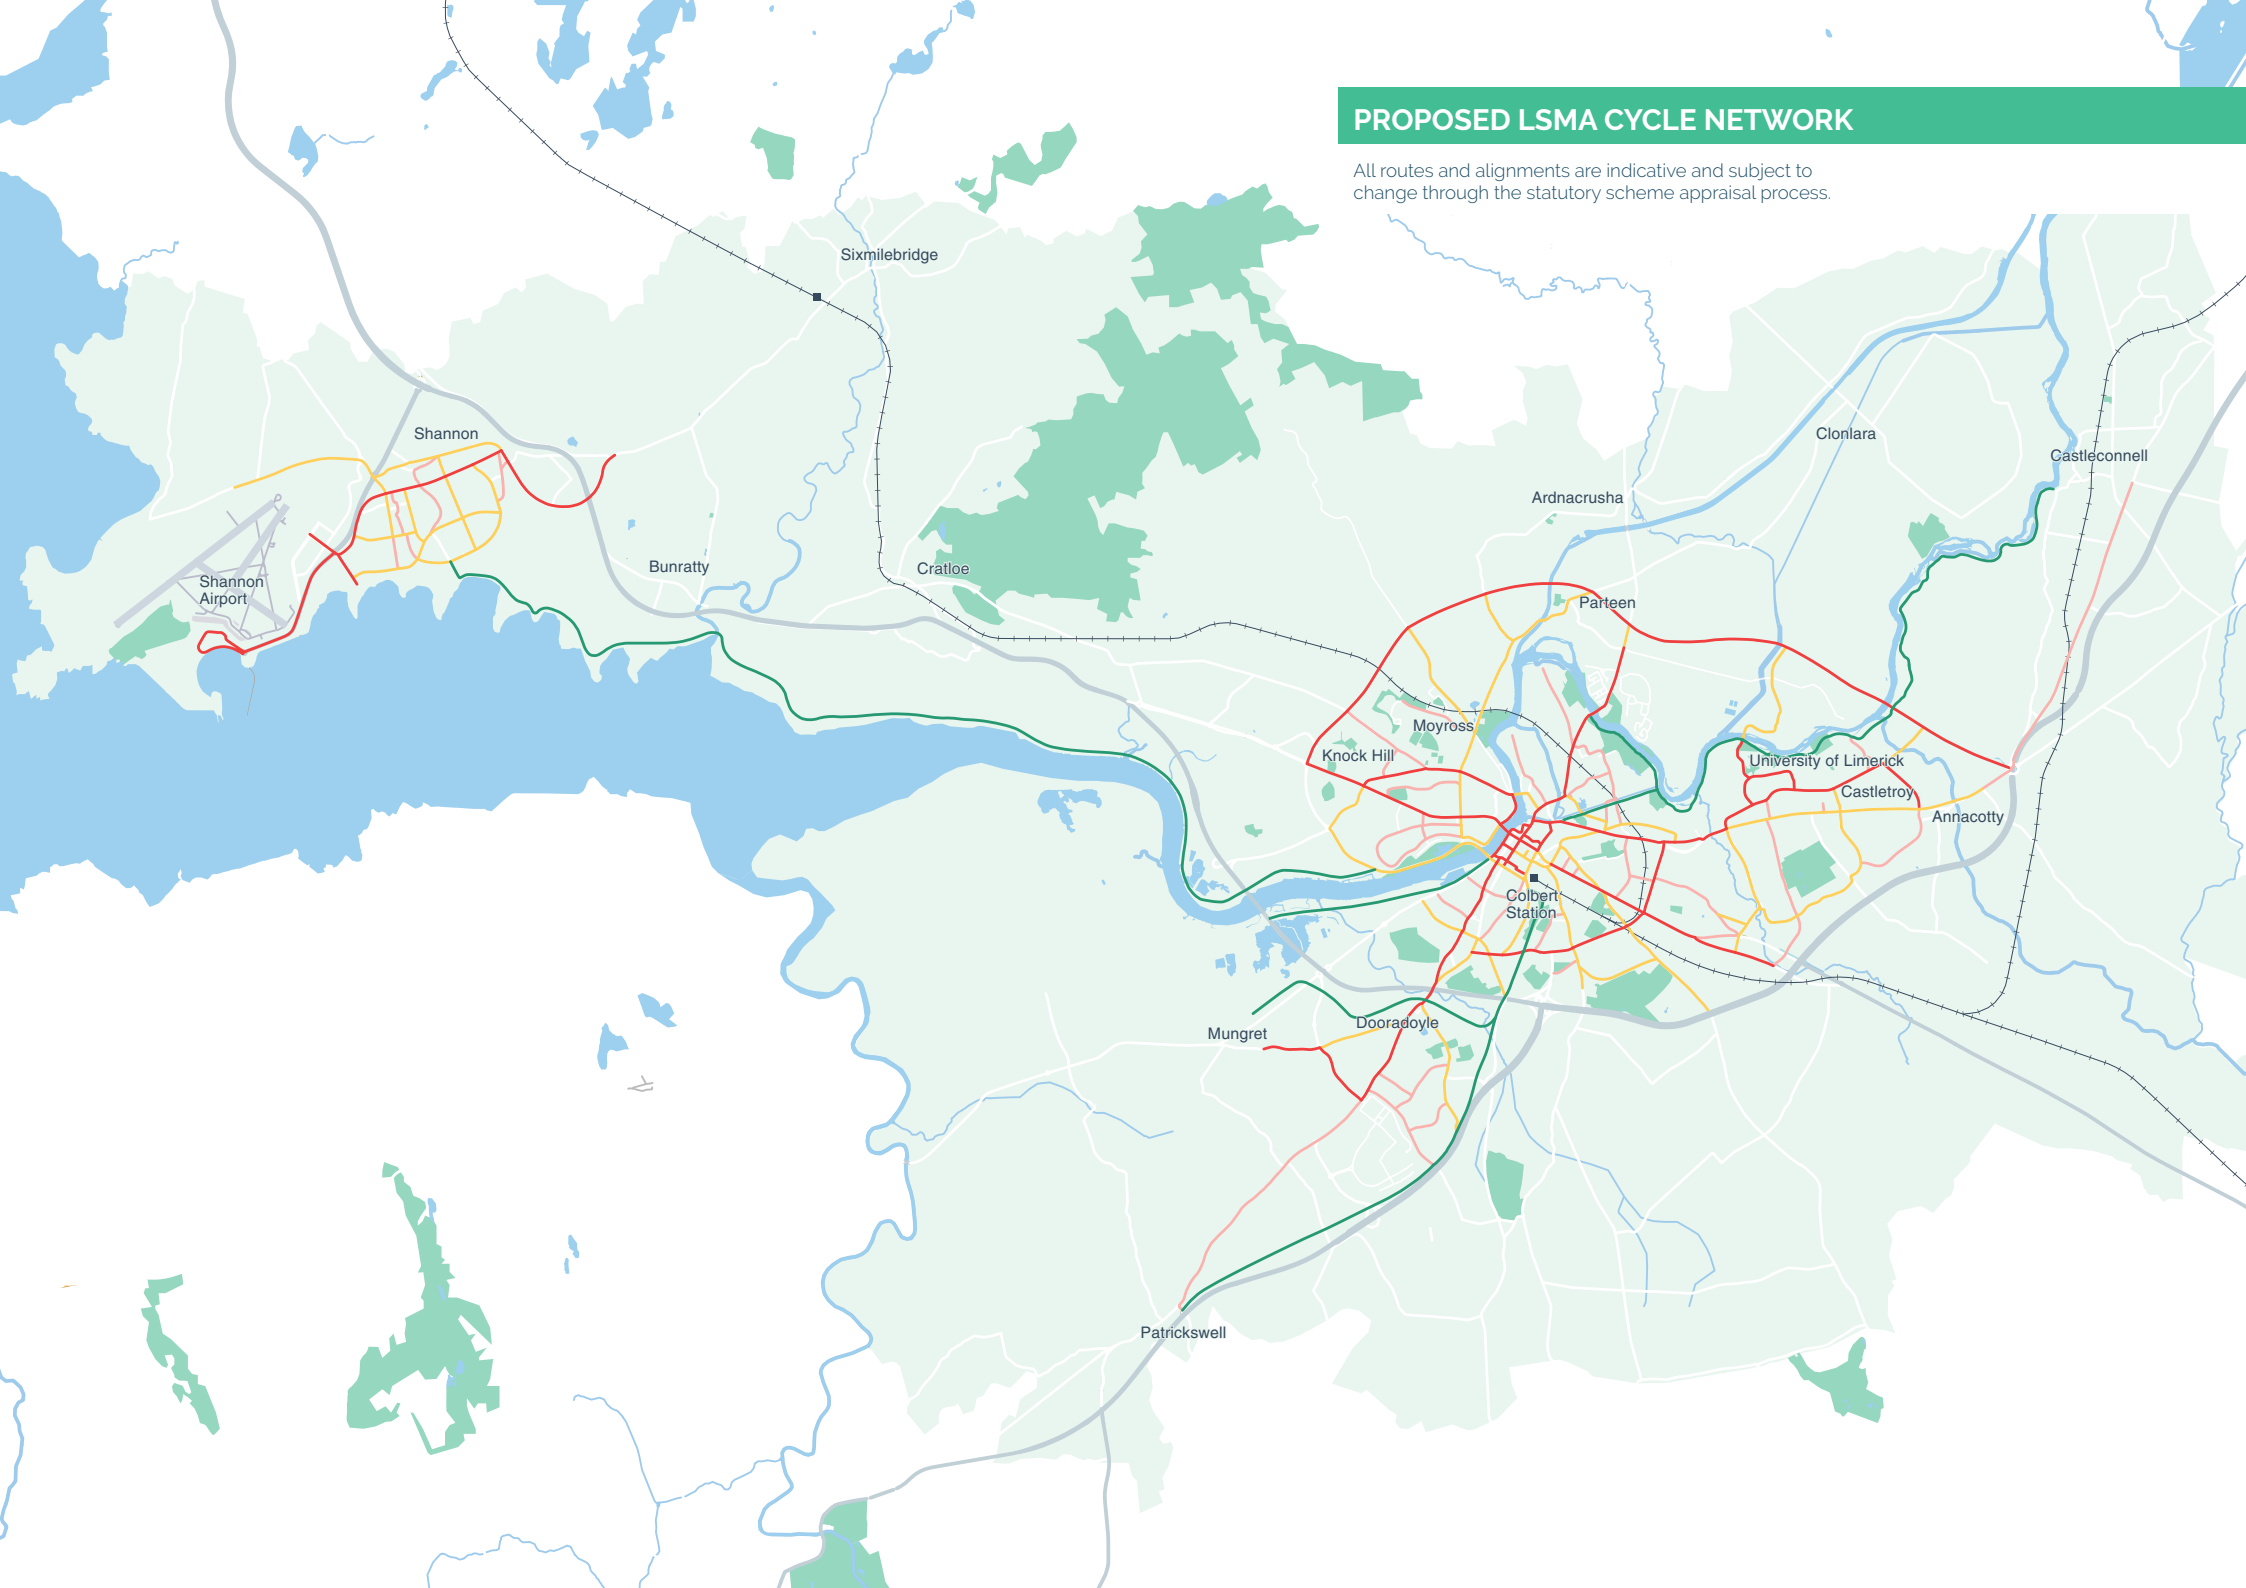 PROPOSED LSMA CYCLE NETWORK
All routes and alignments are indicative and subject to
change through the statutory scheme appraisal process.
Sixmilebridge
Shannon
Clonlara
Castleconnell
Ardnacrusha
Bunratty
Cratloe
Shannon
Airport
Parteen
Moyross
Knock Hill
University of Limerick
Castletroy
Annacotty
Colbert
Station
Dooradoyle
Mungret
Patrickswell